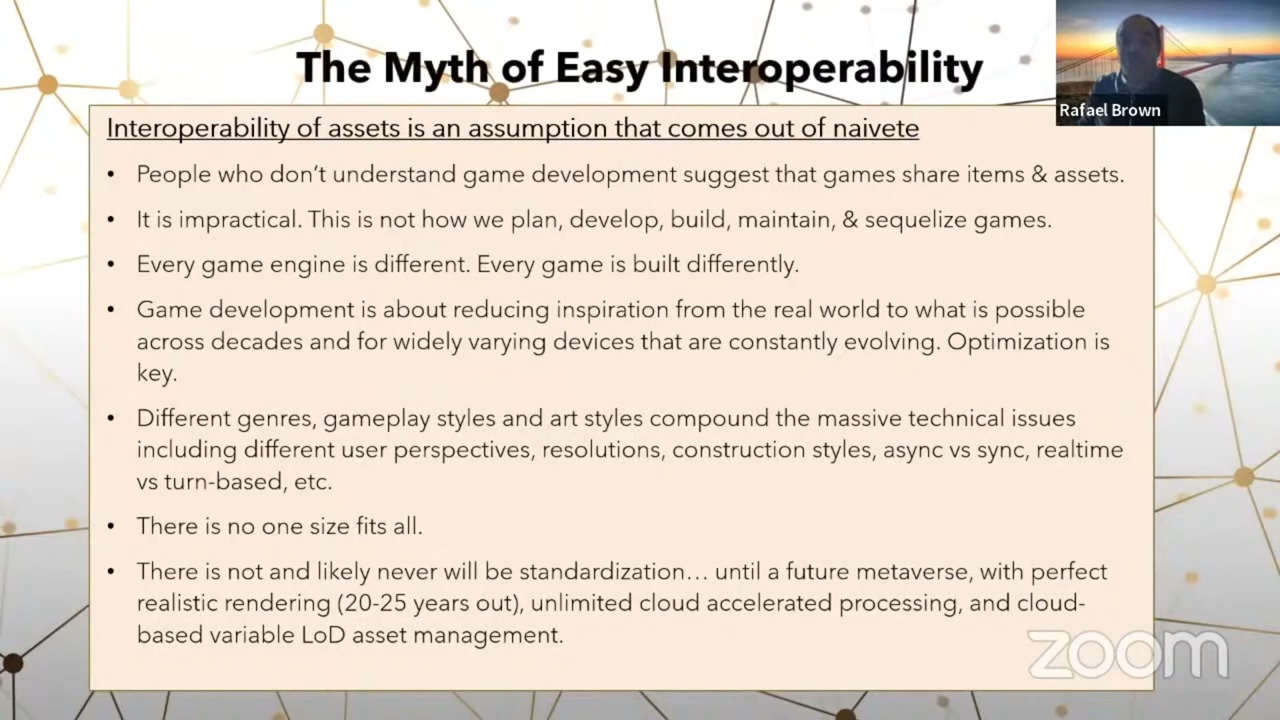 The Myth of Easy Interoperability
Rafael Brown
Interoperability of assets is an assumption that comes out of naivete
• People who don’t understand game development suggest that games share items & assets.
• It is impractical. This is not how we plan, develop, build, maintain, & sequelize games.
• Every game engine is different. Every game is built differently.
• Game development is about reducing inspiration from the real world to what is possible
across decades and for widely varying devices that are constantly evolving. Optimization is
key.
• Different genres, gameplay styles and art styles compound the massive technical issues
including different user perspectives, resolutions, construction styles, async vs sync, realtime
vs turn-based, etc.
• There is no one size fits all.
• There is not and likely never will be standardization… until a future metaverse, with perfect
realistic rendering (20-25 years out), unlimited cloud accelerated processing, and cloud-
based variable LoD asset management.
zoom